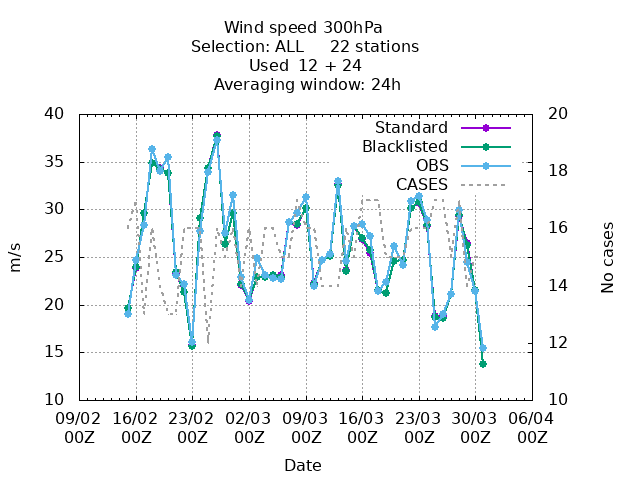 Wind speed 300hPa
Selection: ALL 22 stations
Used 12 + 24
Averaging window: 24h
40 20
Standard
Blacklisted
OBS
CASES
35 18
30 16
25 14
20
15 12
10 10
m/s
No cases
09/02 16/02 23/02 02/03 09/03 16/03 23/03 30/03 06/04
00Z 00Z 00Z 00Z 00Z 00Z 00Z 00Z 00Z
Date